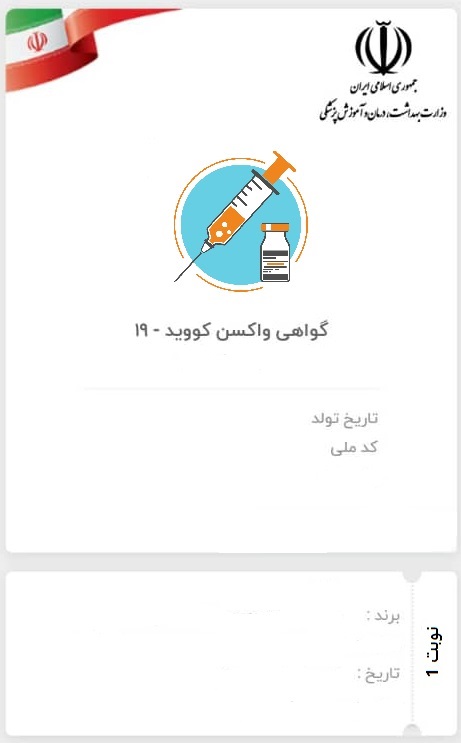 جمهوری اسلامی ایران
وزارت بهداشت، درمان و آموزش پزشکی
گواهی واکسن کووید - ۱۹
تاریخ تولد
کد ملی
نوبت 1
برند :
تاریخ :